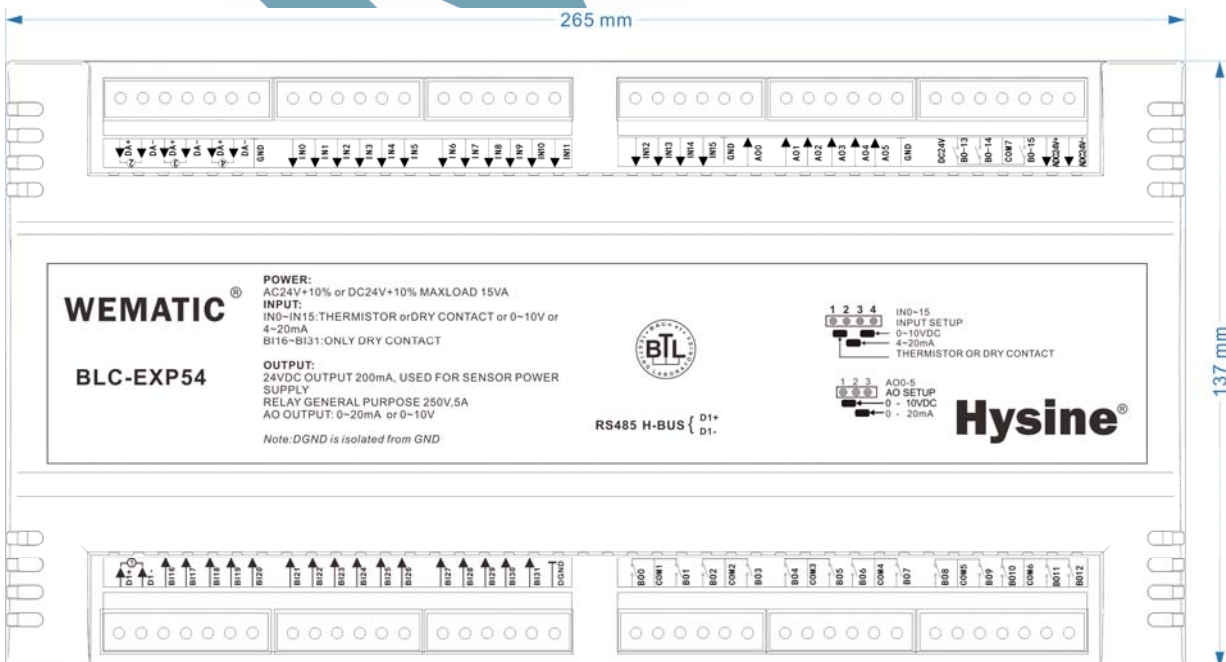 265 mm
DA+ DA- DA+ DA- DA+ DA- GND
2 3 4
IN0 IN1 IN2 IN3 IN4 IN5
IN6 IN7 IN8 IN9 IN10 IN11
IN12 IN13 IN14 IN15 GND AO0
AO1 AO2 AO3 AO4 AO5 GND
DC24V BO-13 BO-14 COM7 BO-15 ADC24V+ ADC24V-
137 mm
WEMATIC®
BLC-EXP54
POWER:
AC24V+10% or DC24V+10% MAXLOAD 15VA
INPUT:
IN0~IN15:THERMISTOR orDRY CONTACT or 0~10V or
4~20mA
BI16~BI31:ONLY DRY CONTACT
OUTPUT:
24VDC OUTPUT 200mA, USED FOR SENSOR POWER
SUPPLY
RELAY GENERAL PURPOSE 250V,5A
AO OUTPUT: 0~20mA or 0~10V
Note:DGND is isolated from GND
BTL
RS485 H-BUS { D1+
D1-
1 2 3 4 IN0~15
INPUT SETUP
0~10VDC
4~20mA
THERMISTOR OR DRY CONTACT
1 2 3 AO0-5
AO SETUP
0 - 10VDC
0 - 20mA
Hysine®
1
D1+ D1- BI16 BI17 BI18 BI19 BI20
BI21 BI22 BI23 BI24 BI25 BI26
BI27 BI28 BI29 BI30 BI31 DGND
BO0 COM1 BO1 BO2 COM2 BO3
BO4 COM3 BO5 BO6 COM4 BO7
BO8 COM5 BO9 BO10 COM6 BO11 BO12